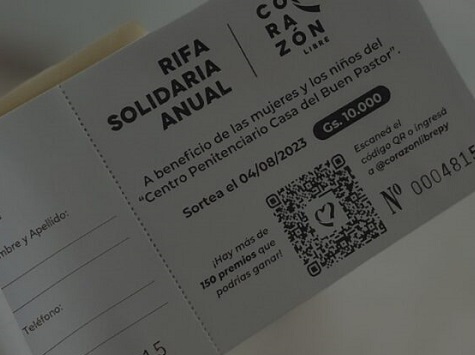 RIFA
SOLIDARIA
ANUAL
CO
RA
ZÓN
LIBRE
A beneficio de las mujeres y los niños del
"Centro Penitenciario Casa del Buen Pastor".
Sortea el 04/08/2023
Gs. 10.000
¡Hay más de
150 premios que
podrías ganar!
Escaneá el
código QR o ingresá
a @corazonlibrepy
Nº 0004815
mbre y Apellido:
Teléfono:
15